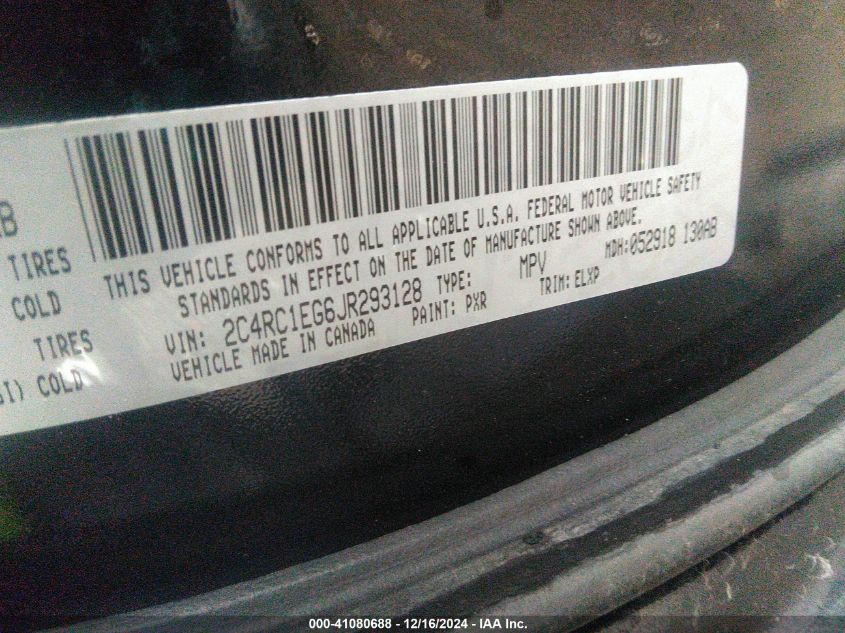 TIRES
COLD
TIRES
COLD
THIS VEHICLE CONFORMS TO ALL APPLICABLE U.S.A. FEDERAL MOTOR VEHICLE SAFETY
STANDARDS IN EFFECT ON THE DATE OF MANUFACTURE SHOWN ABOVE.
VIN: 2C4RC1EG6JR293128 TYPE: MPV MDH:052918 130AB
VEHICLE MADE IN CANADA PAINT: PXR TRIM: ELXP
000-41080688 - 12/16/2024 - IAA Inc.